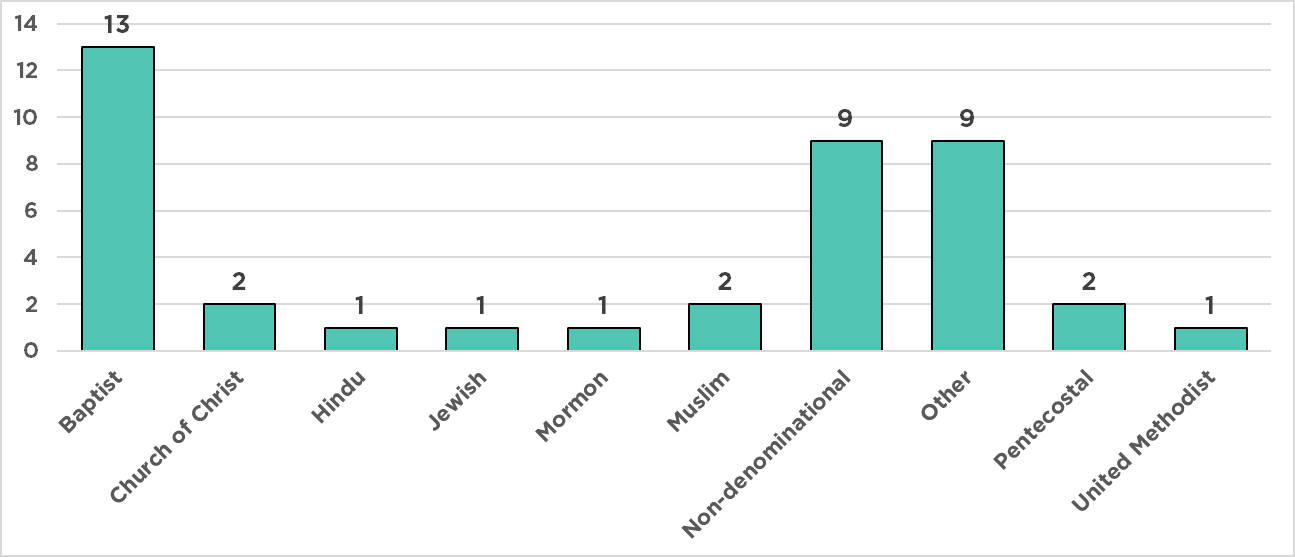 14
12
10
8
6
4
2
0
13
2
1
1
1
2
9
9
2
1
Baptist
Church of Christ
Hindu
Jewish
Mormon
Muslim
Non-denominational
Other
Pentecostal
United Methodist